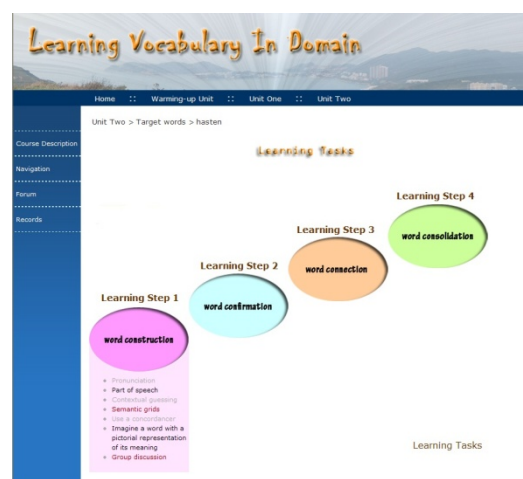 Learning Vocabulary In Domain
Home :: Warming-up Unit :: Unit One :: Unit Two
Unit Two > Target words > hasten
Course Description
Navigation
Forum
Records
Learning Tasks
Learning Step 4
word consolidation
Learning Step 3
word connection
Learning Step 2
word confirmation
Learning Step 1
word construction
Pronunciation
Part of speech
Contextual guessing
Semantic grids
Use a concordancer
Imagine a word with a
pictorial representation
of its meaning
Group discussion
Learning Tasks